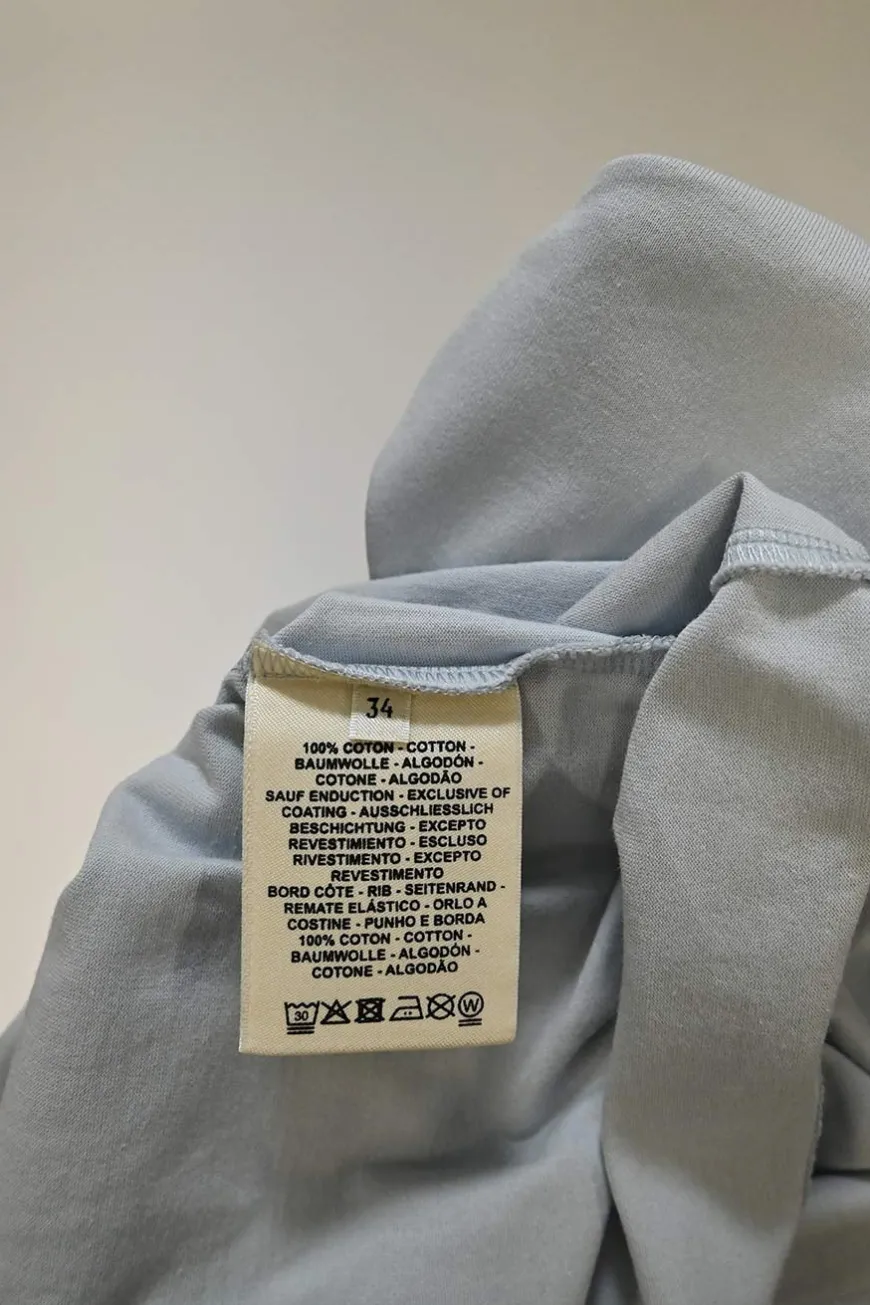 34
100% COTON - COTTON -
BAUMWOLLE - ALGODÓN -
COTONE - ALGODÃO
SAUF ENDUCTION - EXCLUSIVE OF
COATING - AUSSCHLIESSLICH
BESCHICHTUNG - EXCEPTO
REVESTIMIENTO - ESCLUSO
RIVESTIMENTO - EXCEPTO
REVESTIMENTO
BORD CÔTE - RIB - SEITENRAND -
REMATE ELÁSTICO - ORLO A
COSTINE - PUNHO E BORDA
100% COTON - COTTON -
BAUMWOLLE - ALGODÓN -
COTONE - ALGODÃO
30 W